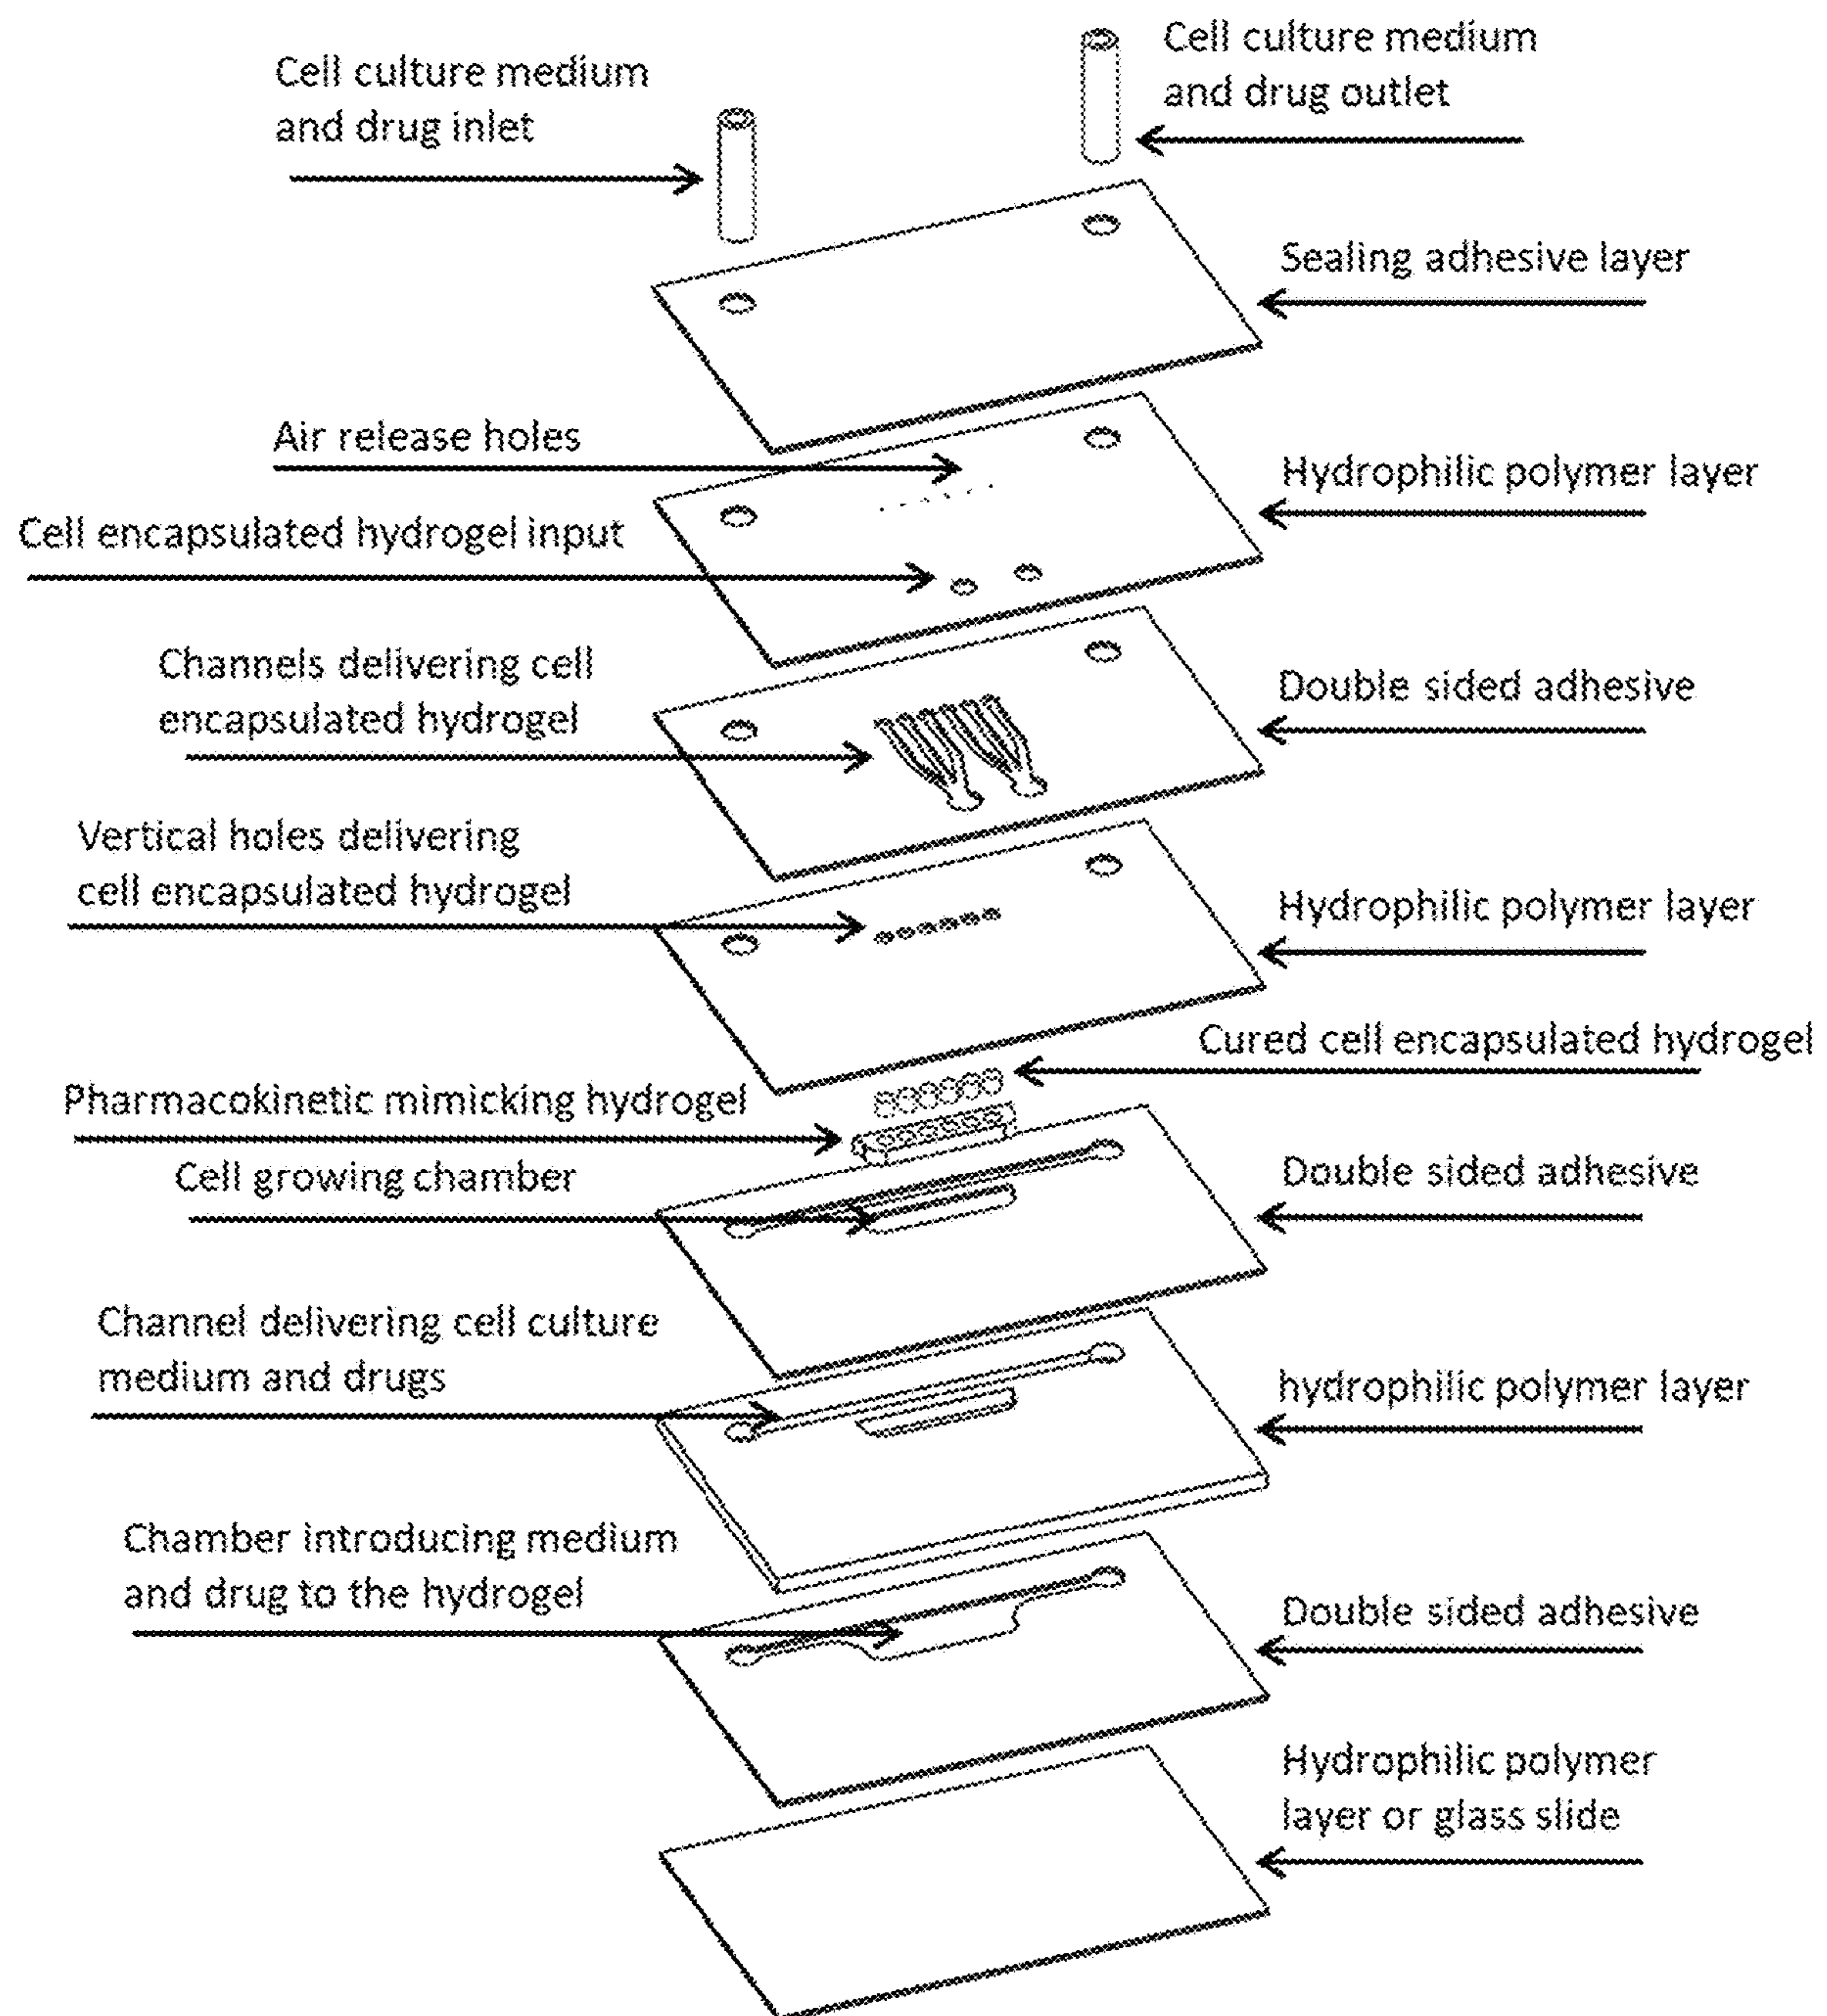 Cell culture medium
and drug outlet
Cell culture medium
and drug inlet
Sealing adhesive layer
Air release holes
Hydrophilic polymer layer
Cell encapsulated hydrogel input
Channels delivering cell
encapsulated hydrogel
Double sided adhesive
Vertical holes delivering
cell encapsulated hydrogel
Hydrophilic polymer layer
Cured cell encapsulated hydrogel
Pharmacokinetic mimicking hydrogel
Cell growing chamber
Double sided adhesive
Channel delivering cell culture
medium and drugs
hydrophilic polymer layer
Chamber introducing medium
and drug to the hydrogel
Double sided adhesive
Hydrophilic polymer
layer or glass slide